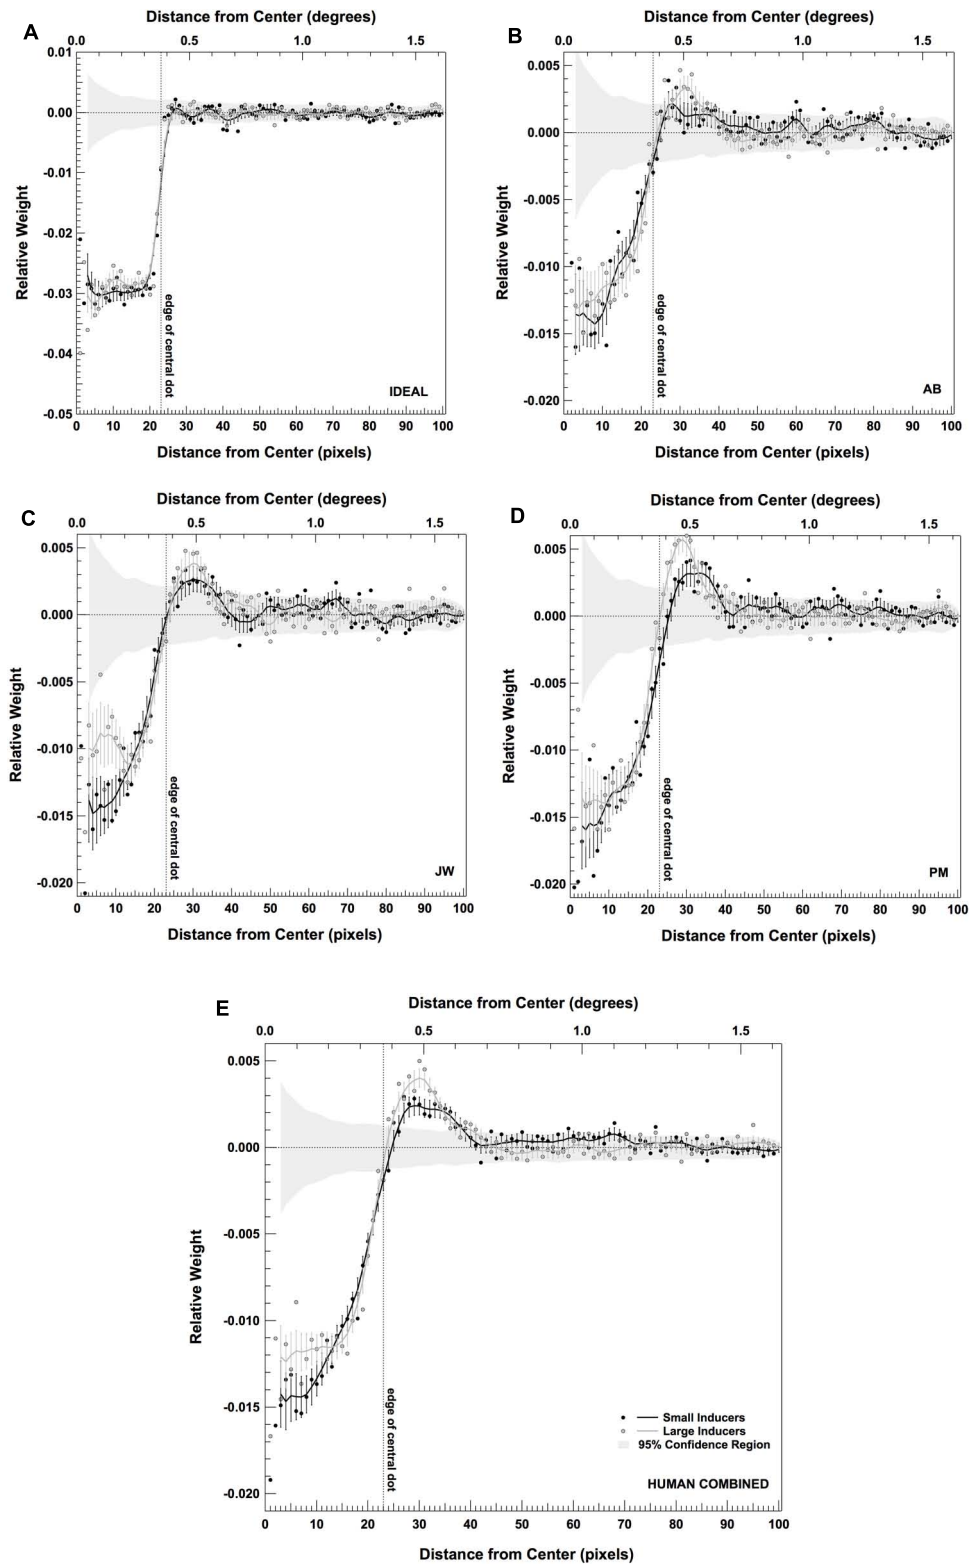 A
Distance from Center (degrees)
0.0 0.5 1.0 1.5
0.01
0.00
-0.01
-0.02
-0.03
-0.04
-0.05
Relative Weight
edge of central dot
IDEAL
0 10 20 30 40 50 60 70 80 90 100
Distance from Center (pixels)
B
Distance from Center (degrees)
0.0 0.5 1.0 1.5
0.005
0.000
-0.005
-0.010
-0.015
-0.020
Relative Weight
edge of central dot
AB
0 10 20 30 40 50 60 70 80 90 100
Distance from Center (pixels)
C
Distance from Center (degrees)
0.0 0.5 1.0 1.5
0.005
0.000
-0.005
-0.010
-0.015
-0.020
Relative Weight
edge of central dot
JW
0 10 20 30 40 50 60 70 80 90 100
Distance from Center (pixels)
D
Distance from Center (degrees)
0.0 0.5 1.0 1.5
0.005
0.000
-0.005
-0.010
-0.015
-0.020
Relative Weight
edge of central dot
PM
0 10 20 30 40 50 60 70 80 90 100
Distance from Center (pixels)
E
Distance from Center (degrees)
0.0 0.5 1.0 1.5
0.005
0.000
-0.005
-0.010
-0.015
-0.020
Relative Weight
edge of central dot
Small Inducers
Large Inducers
95% Confidence Region
HUMAN COMBINED
0 10 20 30 40 50 60 70 80 90 100
Distance from Center (pixels)